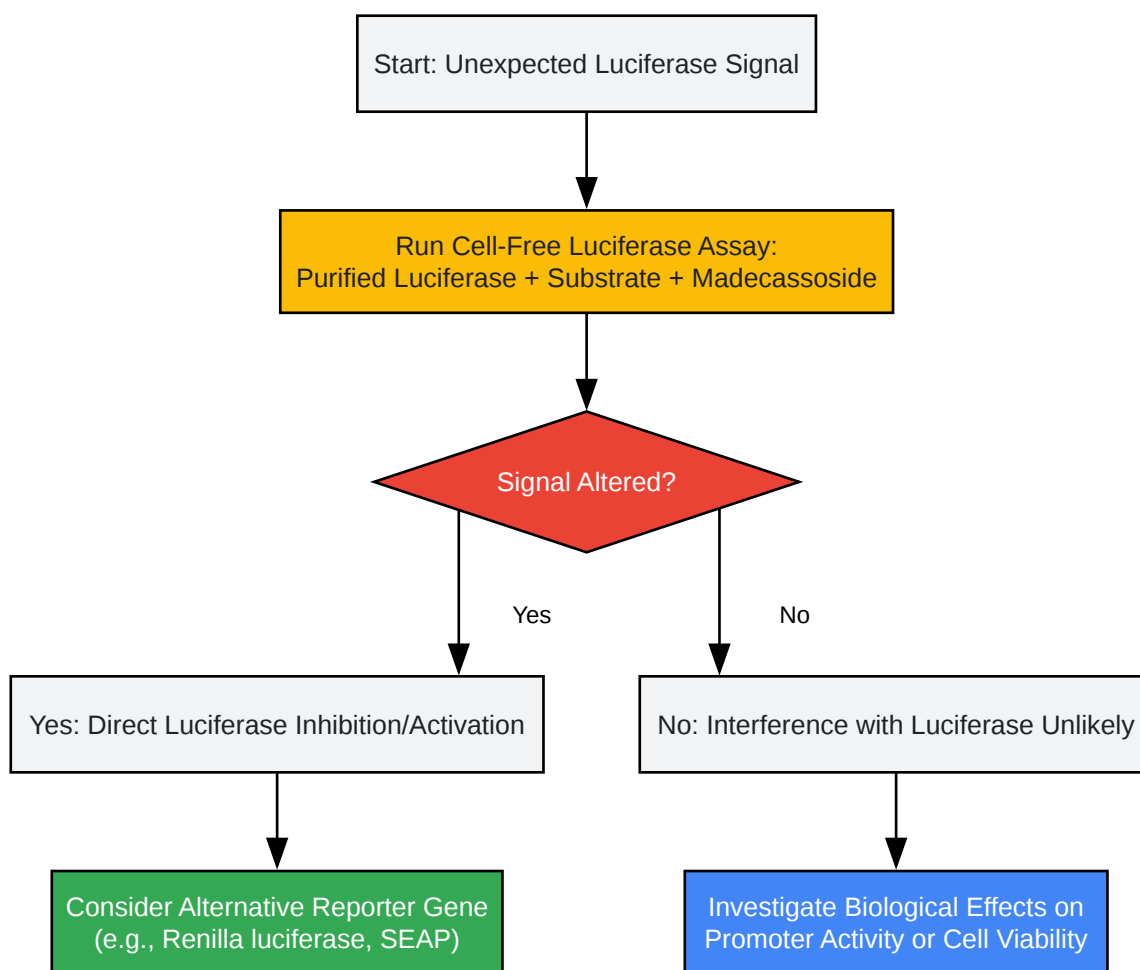 Start: Unexpected Luciferase Signal
Run Cell-Free Luciferase Assay:
Purified Luciferase + Substrate + Madecassoside
Signal Altered?
Yes
No
Yes: Direct Luciferase Inhibition/Activation
No: Interference with Luciferase Unlikely
Consider Alternative Reporter Gene
(e.g., Renilla luciferase, SEAP)
Investigate Biological Effects on
Promoter Activity or Cell Viability